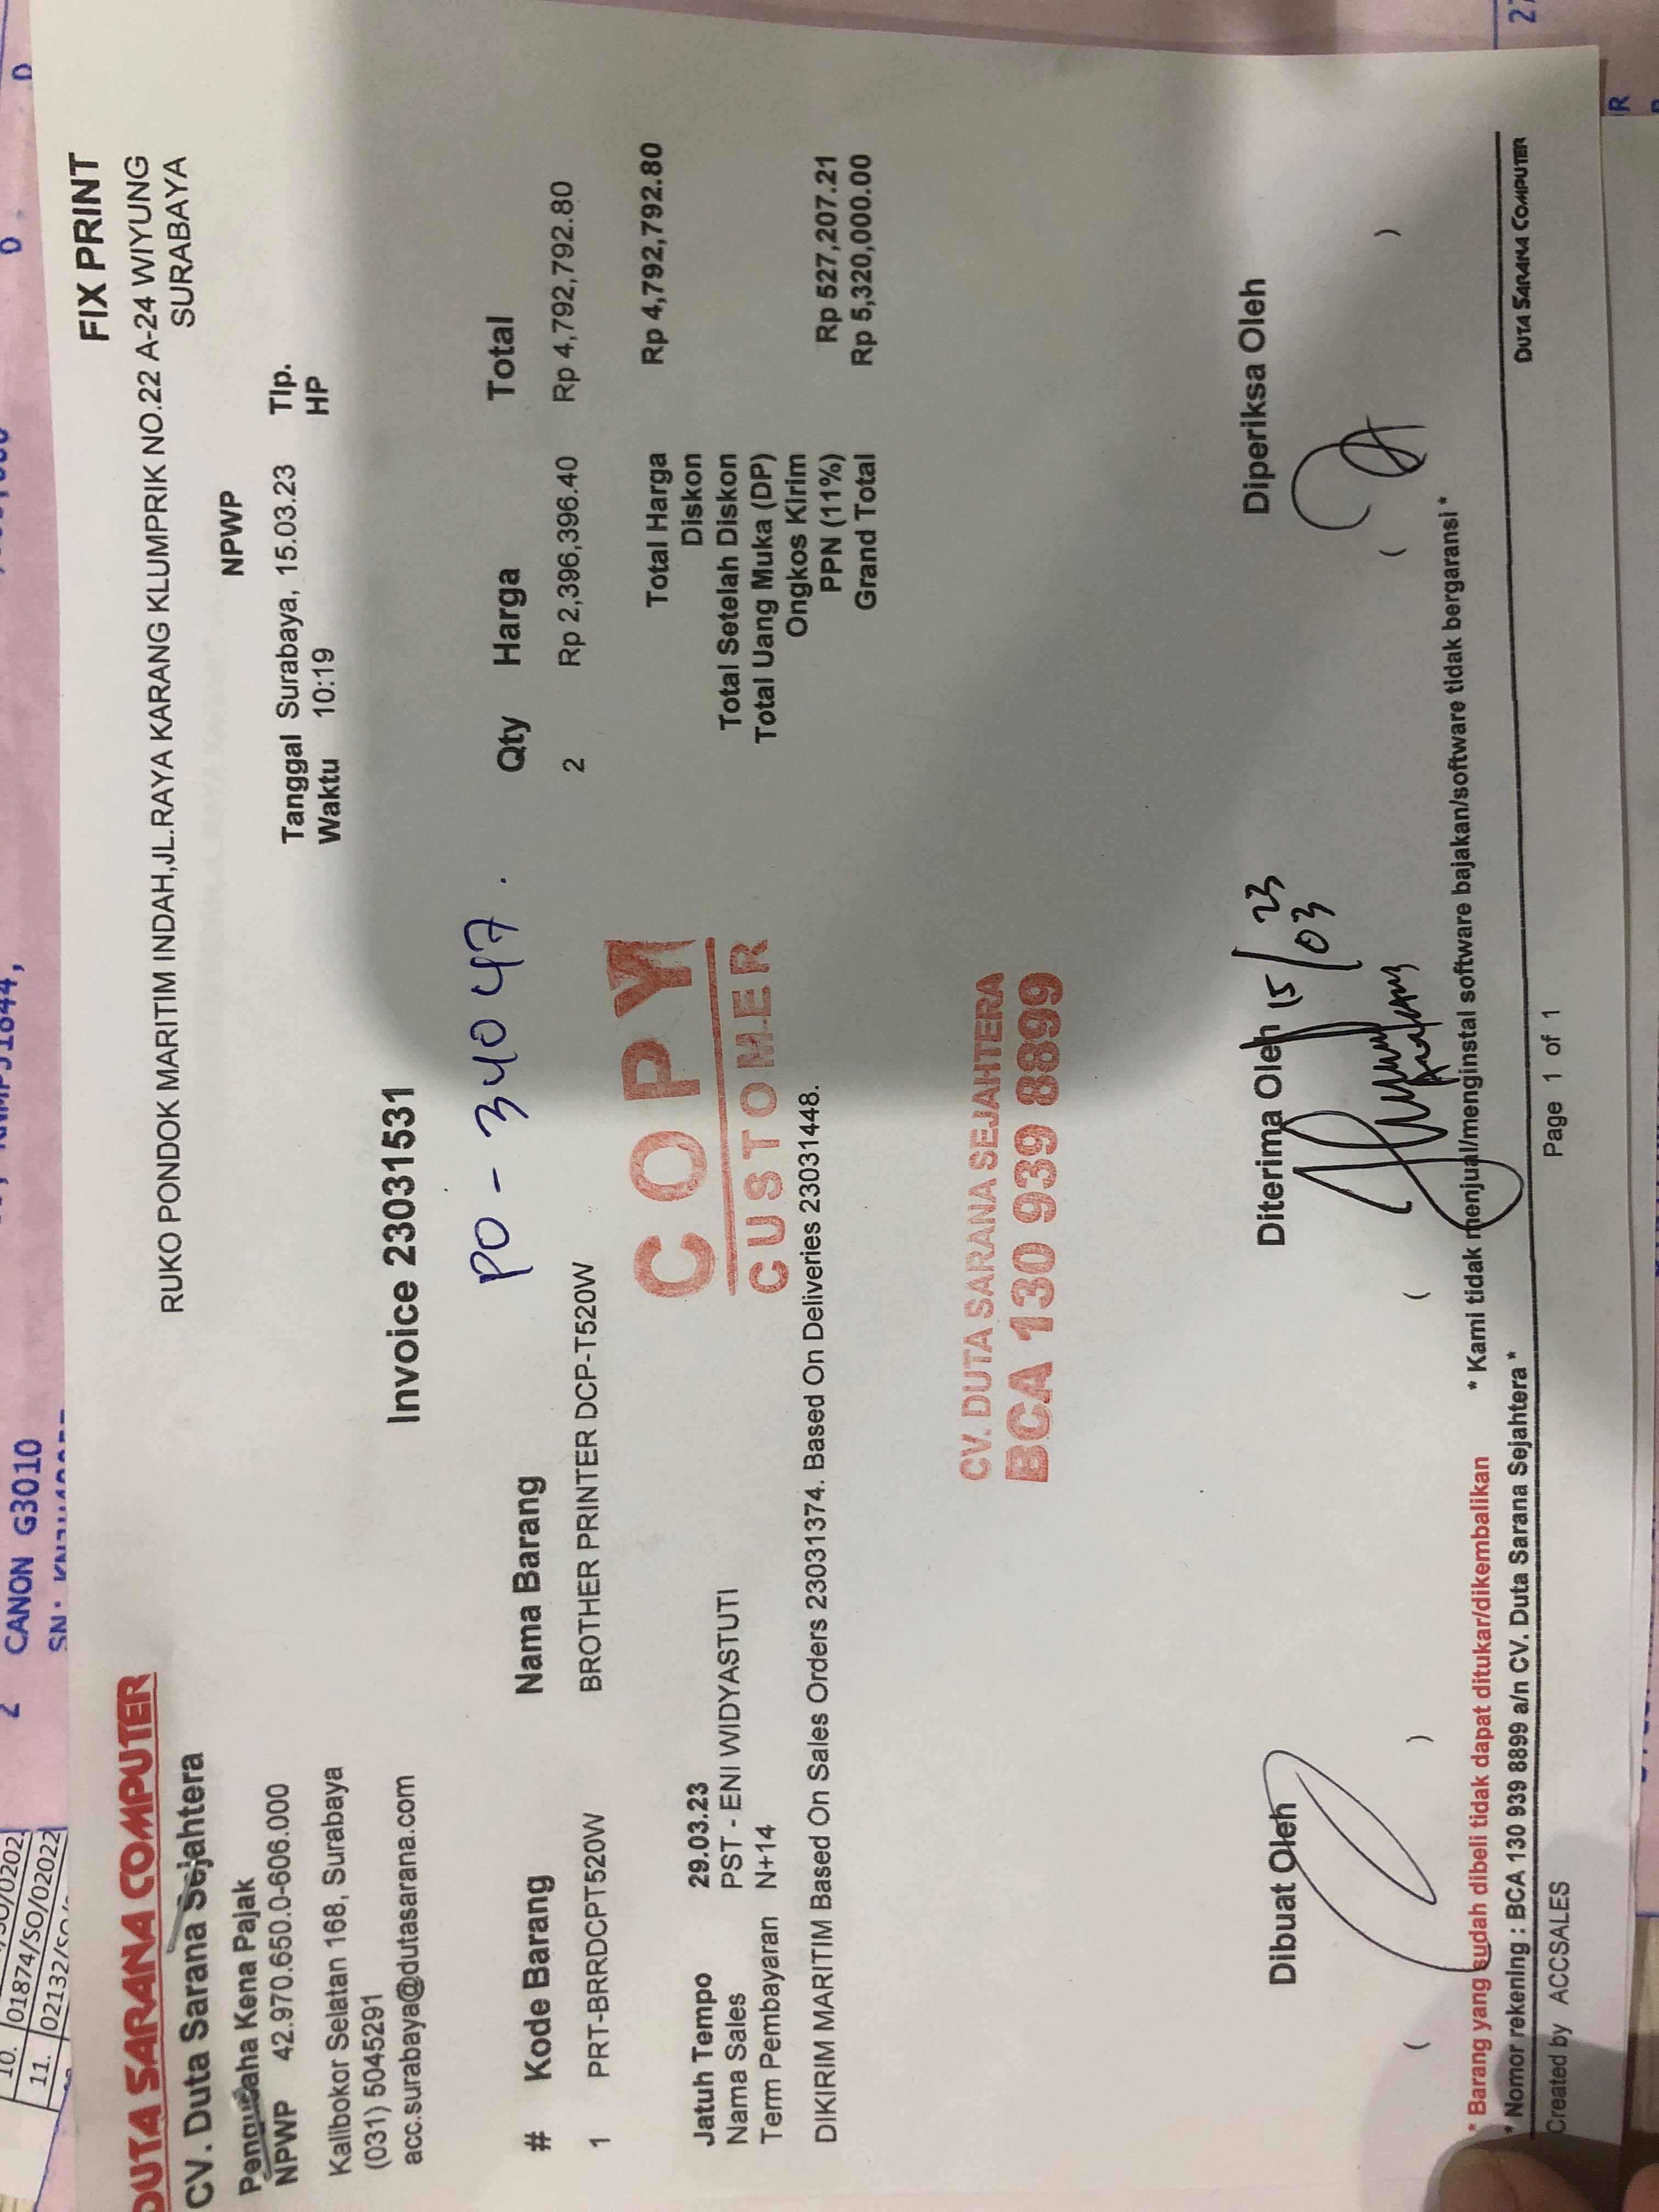 DUTA SARANA COMPUTER
CV. Duta Sarana Sejahtera
Pengusaha Kena Pajak
NPWP 42.970.650.0-606.000
Kalibokor Selatan 168, Surabaya
(031) 5045291
acc.surabaya@dutasarana.com
FIX PRINT
RUKO PONDOK MARITIM INDAH,JL.RAYA KARANG KLUMPRIK NO.22 A-24 WIYUNG
SURABAYA
NPWP
Tanggal Surabaya, 15.03.23 Tlp.
Waktu 10:19 HP
Invoice 23031531
PO - 34047.
# Kode Barang Nama Barang Qty Harga Total
1 PRT-BRRDCPT520W BROTHER PRINTER DCP-T520W 2 Rp 2,396,396.40 Rp 4,792,792.80
COPY
CUSTOMER
Jatuh Tempo 29.03.23
Nama Sales PST - ENI WIDYASTUTI
Term Pembayaran N+14
DIKIRIM MARITIM Based On Sales Orders 23031374. Based On Deliveries 23031448.
Total Harga Rp 4,792,792.80
Diskon
Total Setelah Diskon
Total Uang Muka (DP)
Ongkos Kirim
PPN (11%) Rp 527,207.21
Grand Total Rp 5,320,000.00
CV. DUTA SARANA SEJAHTERA
BCA 130 939 8899
Dibuat Oleh Diterima Oleh Diperiksa Oleh
15/03 23
( ) ( ) ( )
* Barang yang sudah dibeli tidak dapat ditukar/dikembalikan * Kami tidak menjual/menginstal software bajakan/software tidak bergaransi *
* Nomor rekening : BCA 130 939 8899 a/n CV. Duta Sarana Sejahtera *
Created by ACCSALES Page 1 of 1 DUTA SARANA COMPUTER
2 CANON G3010
10.
11.
01874/SO/02022